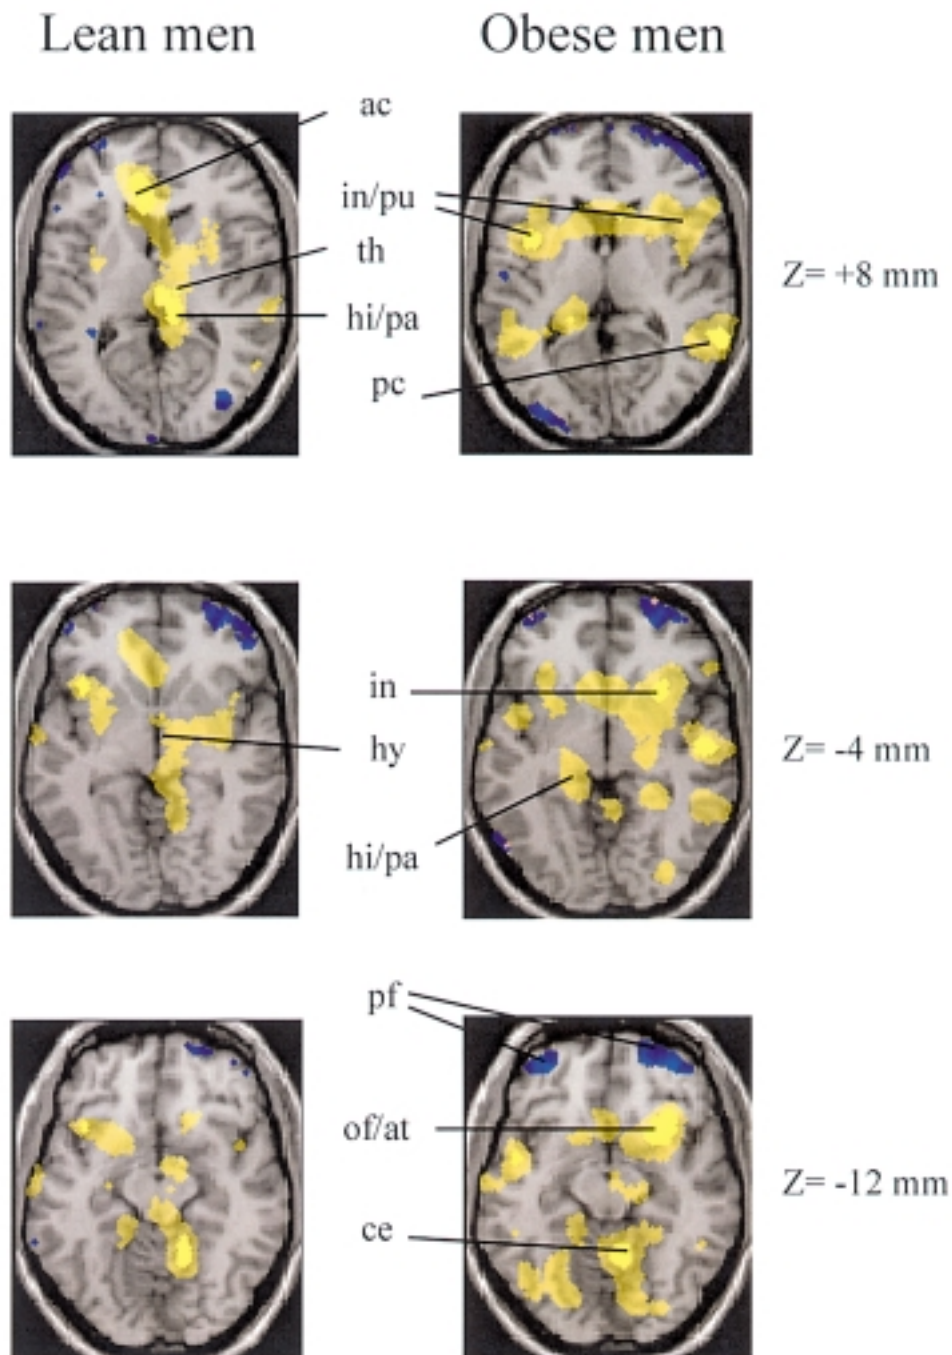 Lean men
Obese men
ac
in/pu
th
hi/pa
pc
Z= +8 mm
in
hy
hi/pa
Z= -4 mm
pf
of/at
ce
Z= -12 mm